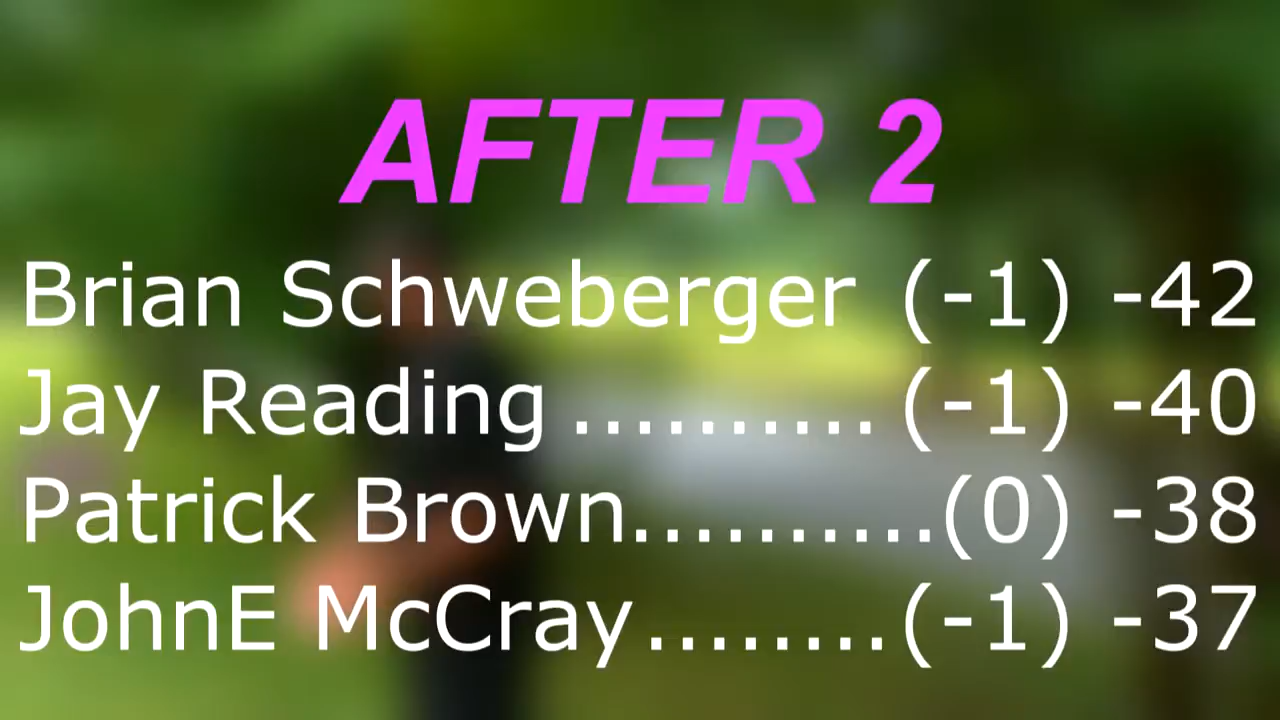 AFTER 2
Brian Schweberger (-1) -42
Jay Reading .......... (-1) -40
Patrick Brown..........(0) -38
JohnE McCray........(-1) -37